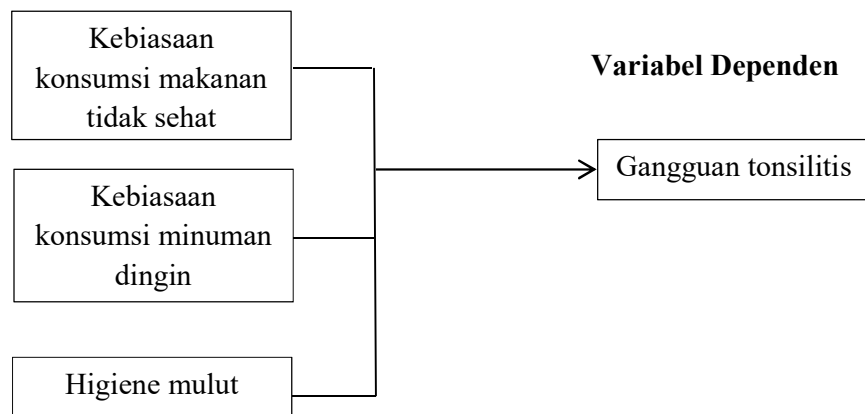 Kebiasaan
konsumsi makanan
tidak sehat
Variabel Dependen
Gangguan tonsilitis
Kebiasaan
konsumsi minuman
dingin
Higiene mulut